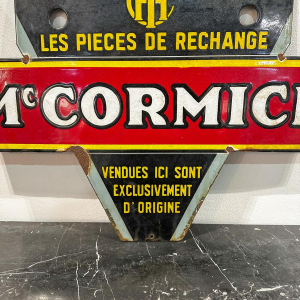 LES PIECES DE RECHANGE
McCORMICK
VENDUES ICI SONT
EXCLUSIVEMENT
D'ORIGINE